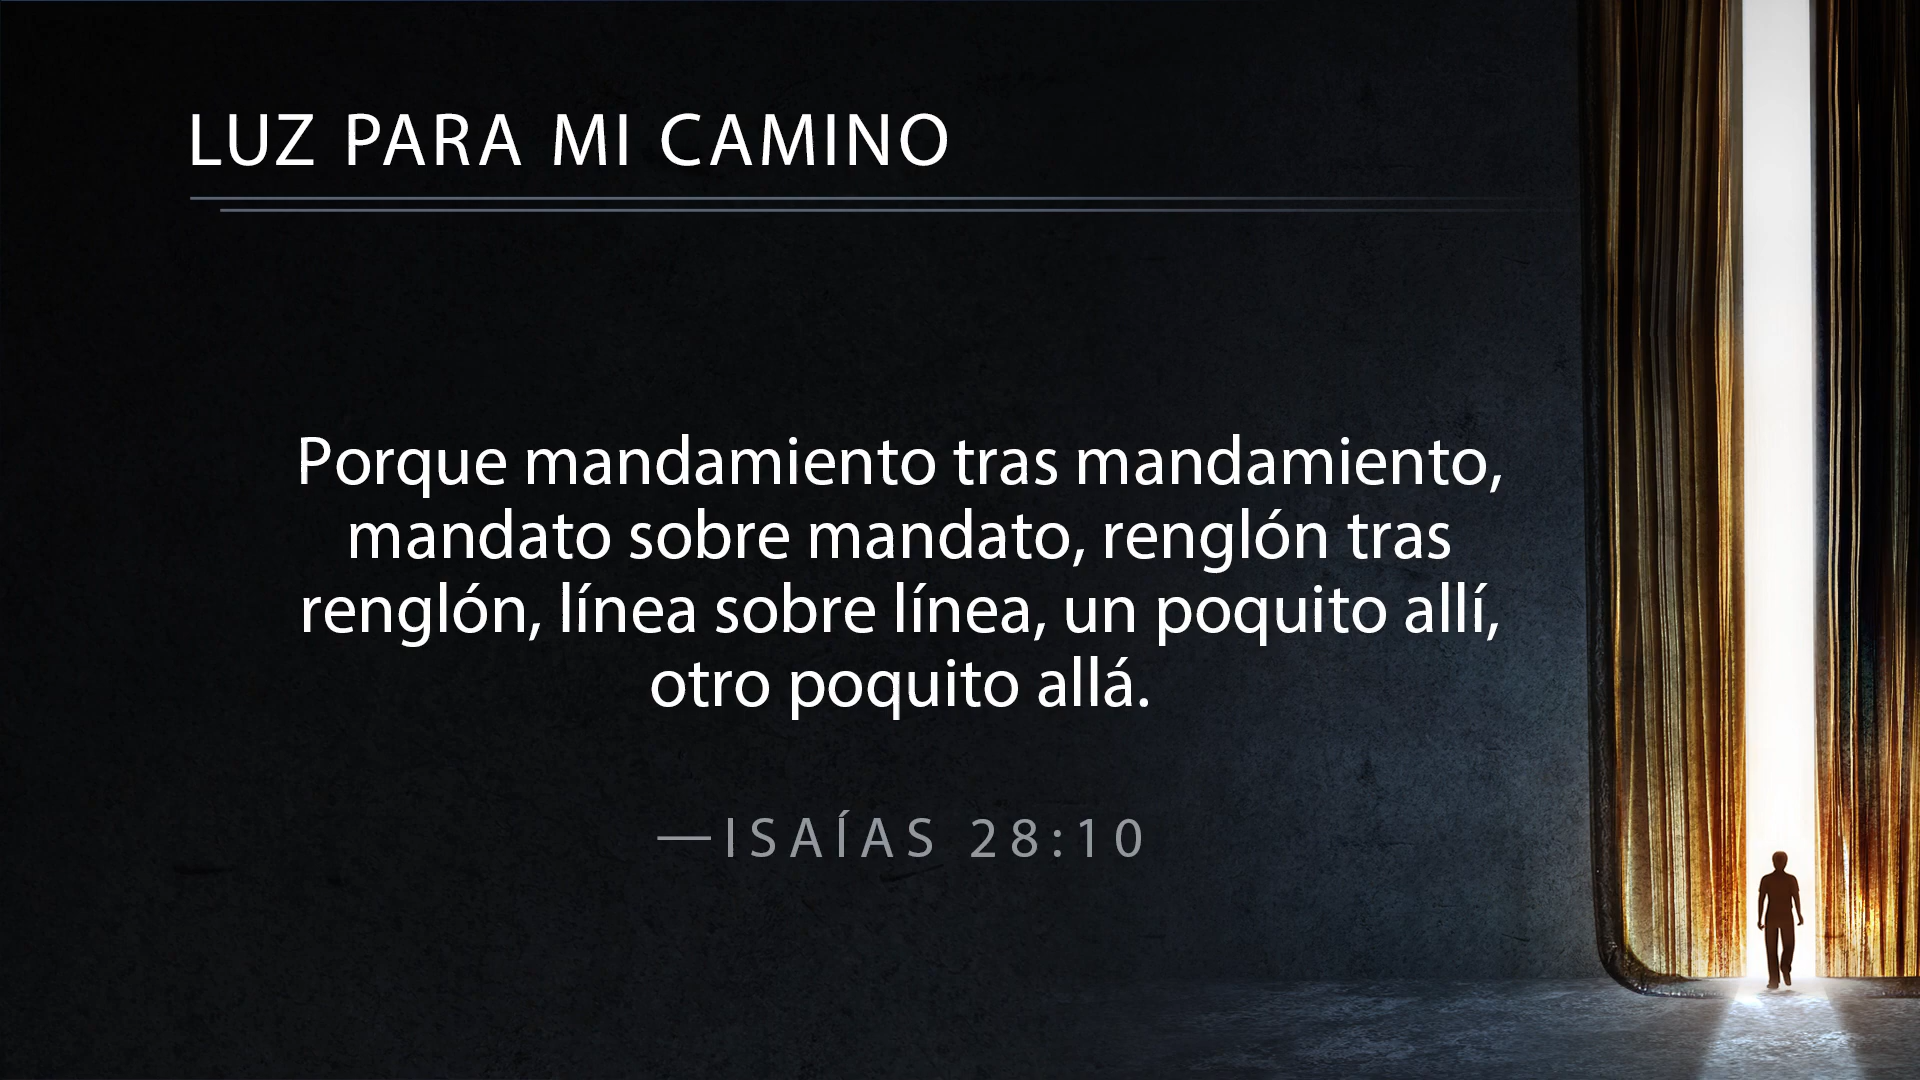 LUZ PARA MI CAMINO
Porque mandamiento tras mandamiento,
mandato sobre mandato, renglón tras
renglón, línea sobre línea, un poquito allí,
otro poquito allá.
—ISAÍAS 28:10